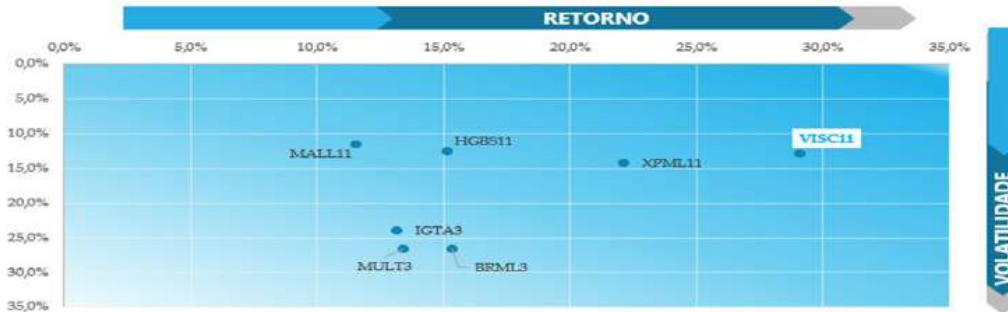 RETORNO
0,0% 5,0% 10,0% 15,0% 20,0% 25,0% 30,0% 35,0%
0,0%
5,0%
10,0%
15,0%
20,0%
25,0%
30,0%
35,0%
MALL11
HGBS11
XPML11
VISC11
IGTA3
MULT3
BRML3
VOLATILIDADE